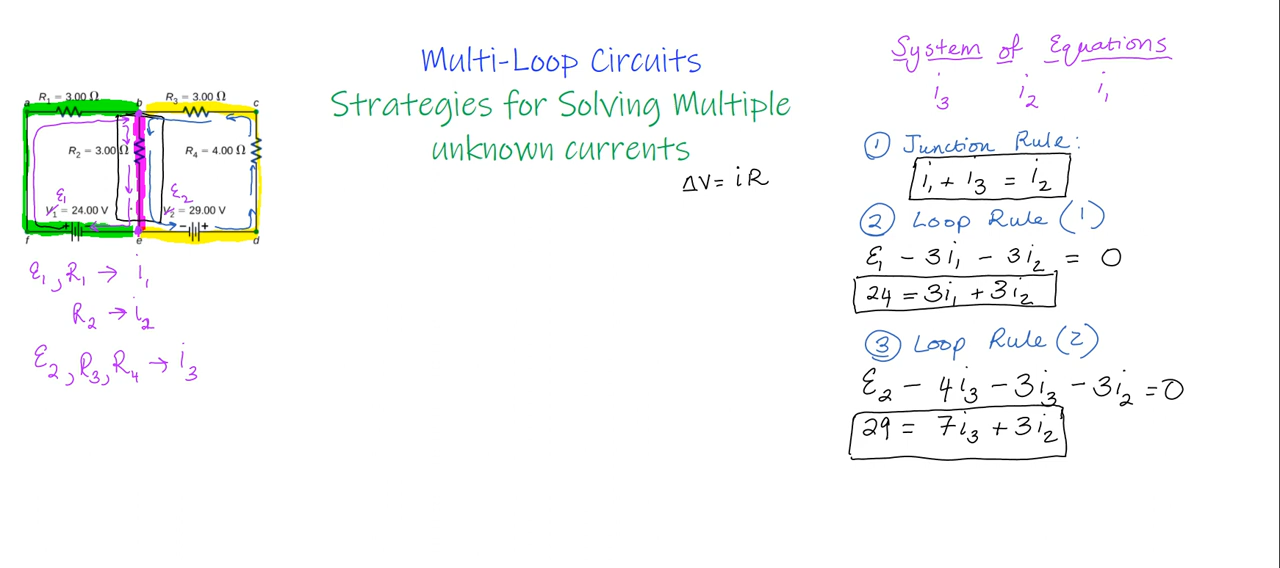 Multi-Loop Circuits
Strategies for Solving Multiple
unknown currents
ΔV = iR
R₁ = 3.00 Ω
R₃ = 3.00 Ω
a
b
c
R₂ = 3.00 Ω
R₄ = 4.00 Ω
ε₁
ε₂
V₁ = 24.00 V
V₂ = 29.00 V
+
- +
f
e
d
ε₁, R₁ → i₁
R₂ → i₂
ε₂, R₃, R₄ → i₃
System of Equations
i₃ i₂ i₁
① Junction Rule:
i₁ + i₃ = i₂
② Loop Rule (1)
ε₁ - 3i₁ - 3i₂ = 0
24 = 3i₁ + 3i₂
③ Loop Rule (2)
ε₂ - 4i₃ - 3i₃ - 3i₂ = 0
29 = 7i₃ + 3i₂